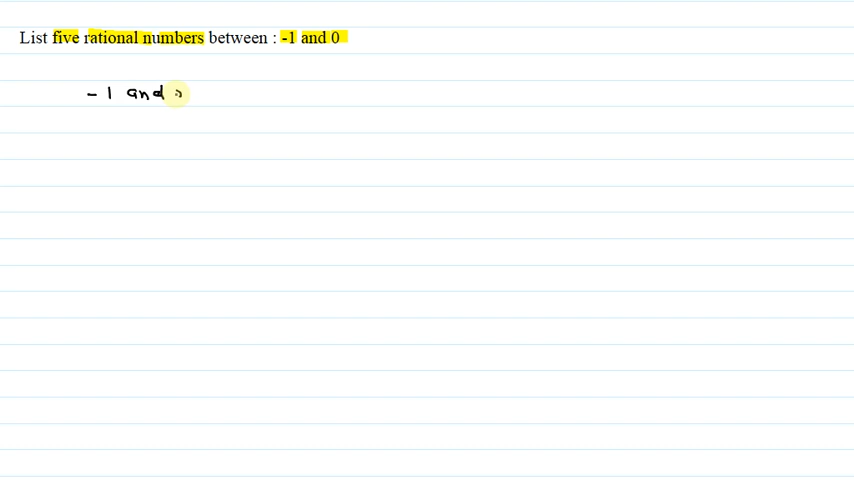 List five rational numbers between : -1 and 0
- 1 and